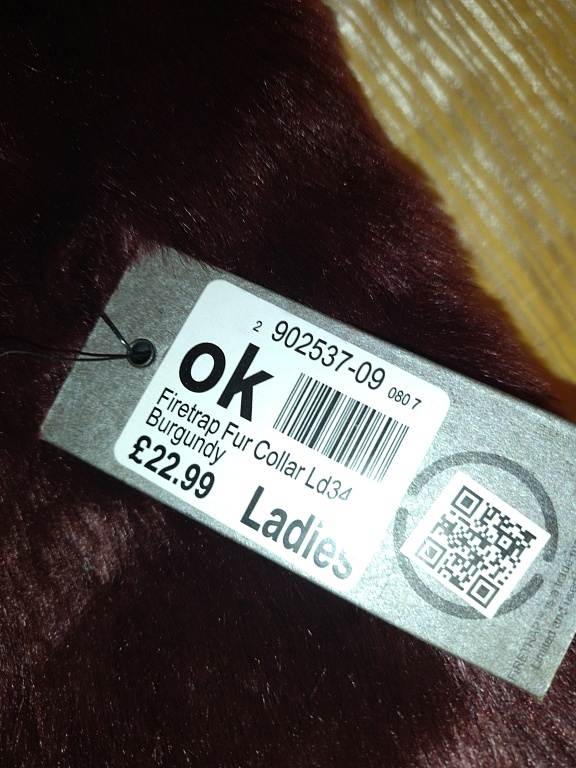 2 902537-09 080 7
ok
Firetrap Fur Collar Ld34
Burgundy
£22.99
Ladies